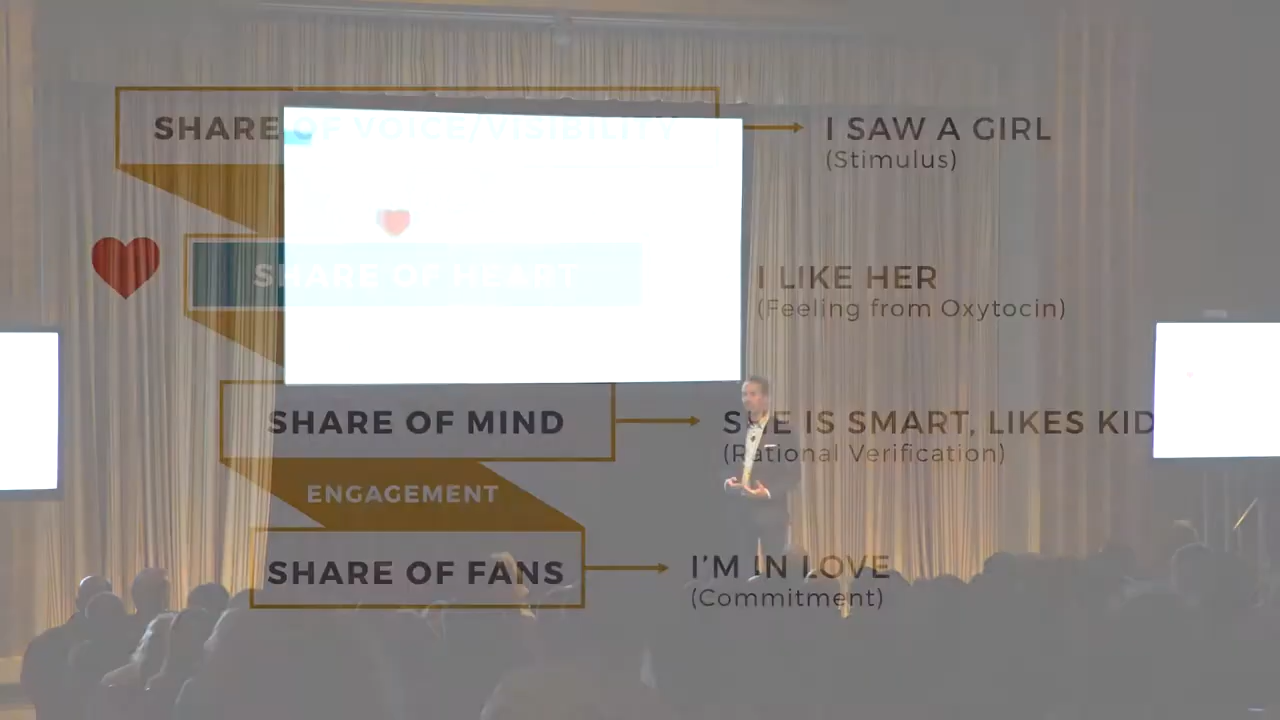 SHARE OF VOICE/VISIBILITY
I SAW A GIRL
(Stimulus)
SHARE OF HEART
I LIKE HER
(Feeling from Oxytocin)
SHARE OF MIND
SHE IS SMART, LIKES KID
(Rational Verification)
ENGAGEMENT
SHARE OF FANS
I'M IN LOVE
(Commitment)